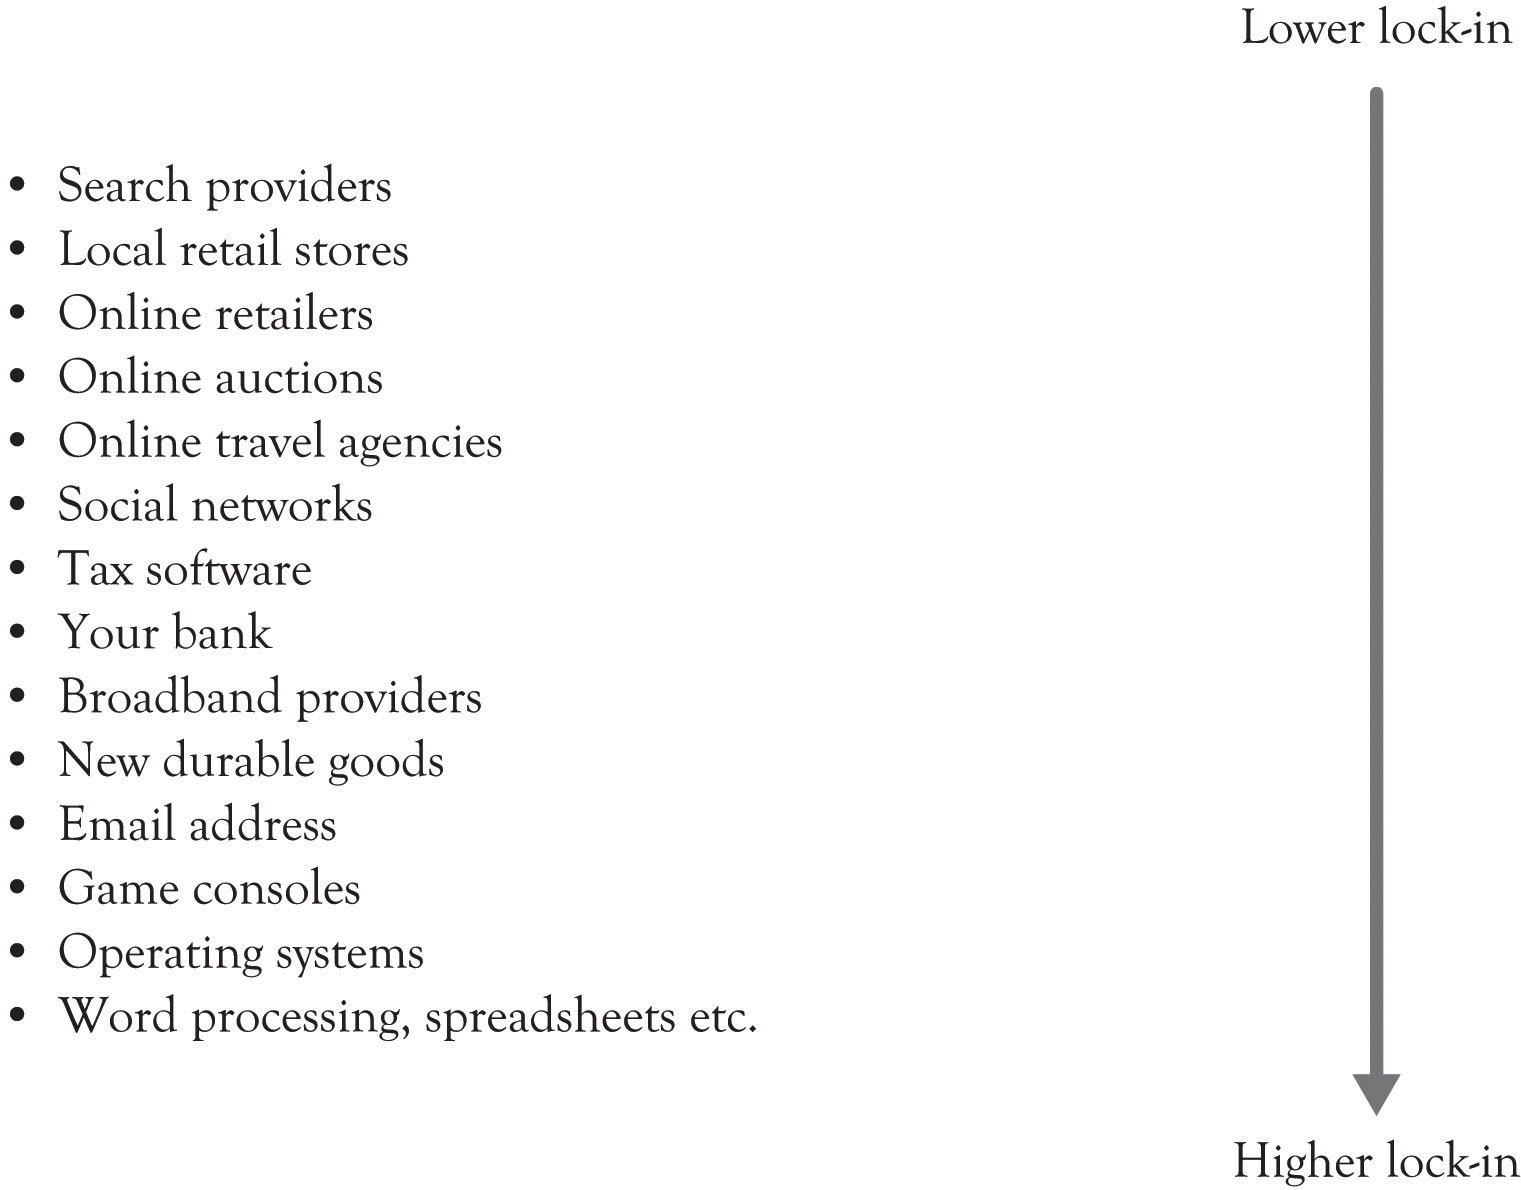 Lower lock-in
• Search providers
• Local retail stores
• Online retailers
• Online auctions
• Online travel agencies
• Social networks
• Tax software
• Your bank
• Broadband providers
• New durable goods
• Email address
• Game consoles
• Operating systems
• Word processing, spreadsheets etc.
Higher lock-in